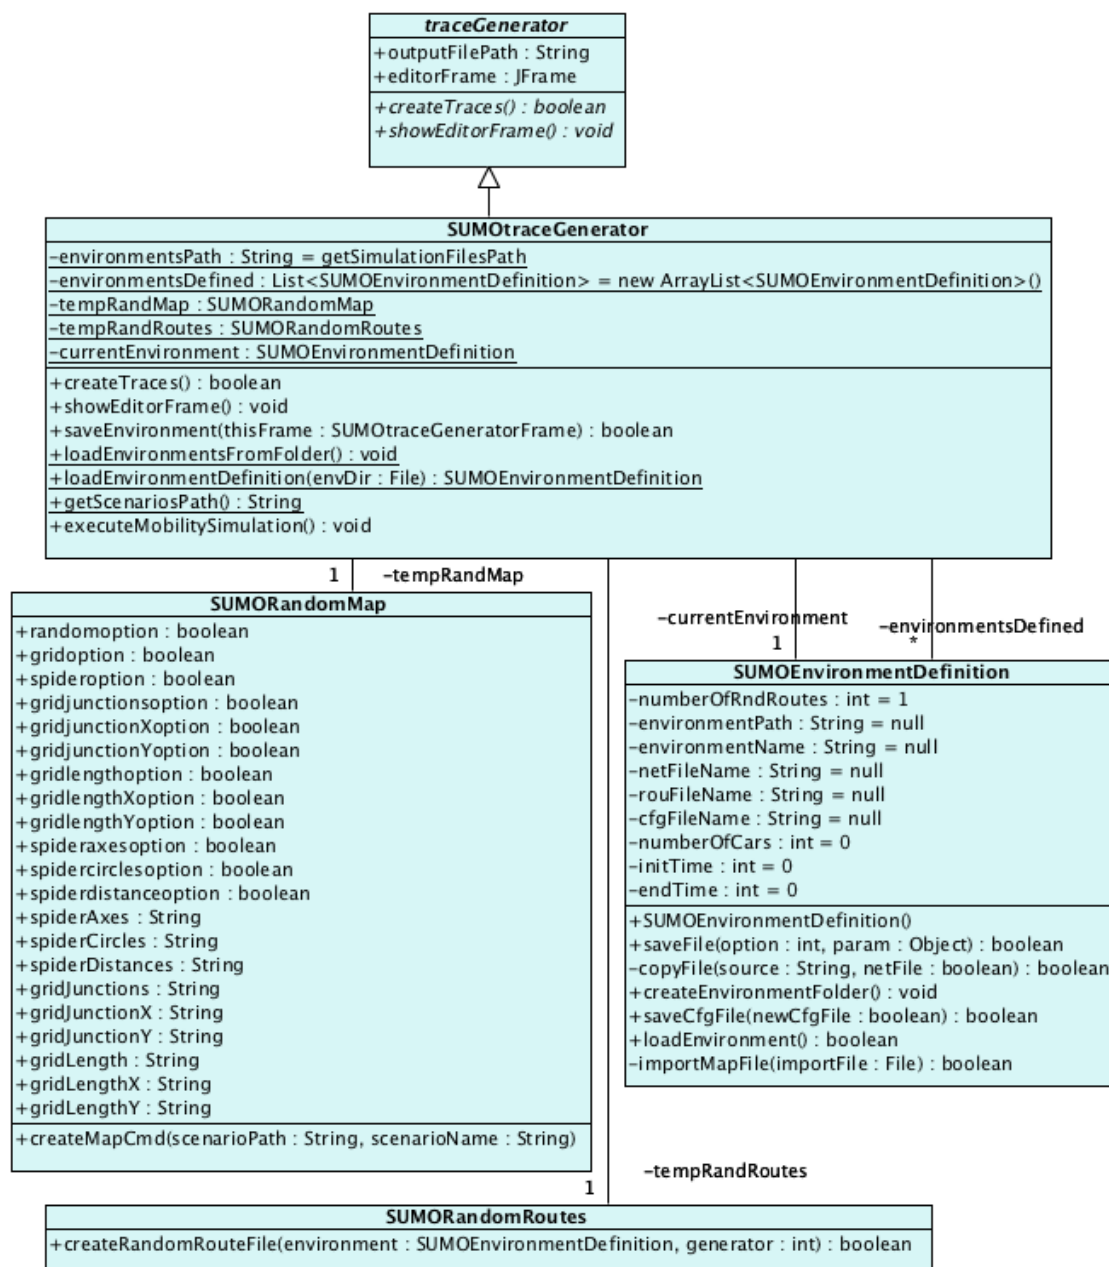 traceGenerator
+outputFilePath : String
+editorFrame : JFrame
+createTraces() : boolean
+showEditorFrame() : void
SUMOtraceGenerator
-environmentsPath : String = getSimulationFilesPath
-environmentsDefined : List<SUMOEnvironmentDefinition> = new ArrayList<SUMOEnvironmentDefinition>()
-tempRandMap : SUMORandomMap
-tempRandRoutes : SUMORandomRoutes
-currentEnvironment : SUMOEnvironmentDefinition
+createTraces() : boolean
+showEditorFrame() : void
+saveEnvironment(thisFrame : SUMOtraceGeneratorFrame) : boolean
+loadEnvironmentsFromFolder() : void
+loadEnvironmentDefinition(envDir : File) : SUMOEnvironmentDefinition
+getScenariosPath() : String
+executeMobilitySimulation() : void
1 -tempRandMap
SUMORandomMap
+randomoption : boolean
+gridoption : boolean
+spideroption : boolean
+gridjunctionsoption : boolean
+gridjunctionXoption : boolean
+gridjunctionYoption : boolean
+gridlengthoption : boolean
+gridlengthXoption : boolean
+gridlengthYoption : boolean
+spideraxesoption : boolean
+spidercirclesoption : boolean
+spiderdistanceoption : boolean
+spiderAxes : String
+spiderCircles : String
+spiderDistances : String
+gridJunctions : String
+gridJunctionX : String
+gridJunctionY : String
+gridLength : String
+gridLengthX : String
+gridLengthY : String
+createMapCmd(scenarioPath : String, scenarioName : String)
-currentEnvironment
1
-environmentsDefined
*
SUMOEnvironmentDefinition
-numberOfRndRoutes : int = 1
-environmentPath : String = null
-environmentName : String = null
-netFileName : String = null
-rouFileName : String = null
-cfgFileName : String = null
-numberOfCars : int = 0
-initTime : int = 0
-endTime : int = 0
+SUMOEnvironmentDefinition()
+saveFile(option : int, param : Object) : boolean
-copyFile(source : String, netFile : boolean) : boolean
+createEnvironmentFolder() : void
+saveCfgFile(newCfgFile : boolean) : boolean
+loadEnvironment() : boolean
-importMapFile(importFile : File) : boolean
-tempRandRoutes
1
SUMORandomRoutes
+createRandomRouteFile(environment : SUMOEnvironmentDefinition, generator : int) : boolean